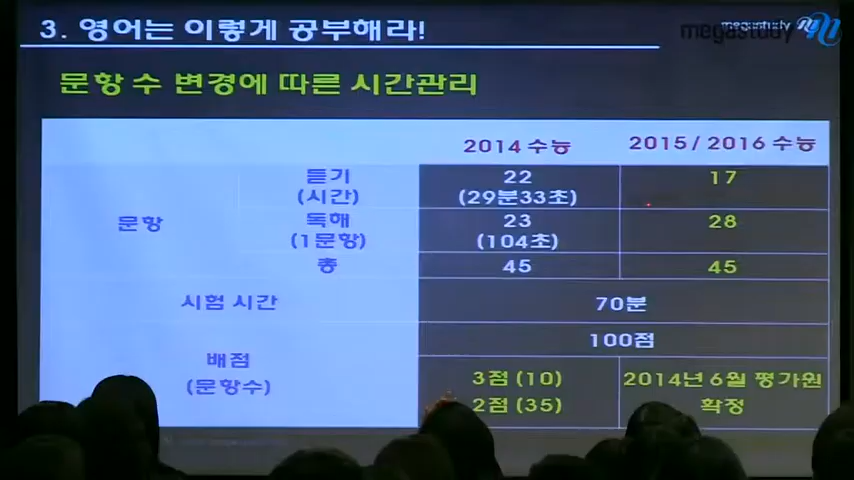 3. 영어는 이렇게 공부해라!
megastudy
megastudy
문항 수 변경에 따른 시간관리
2014 수능
2015 / 2016 수능
문항
듣기
(시간)
22
(29분33초)
17
독해
(1문항)
23
(104초)
28
총
45
45
시험 시간
70분
배점
(문항수)
100점
3점 (10)
2점 (35)
2014년 6월 평가원
확정